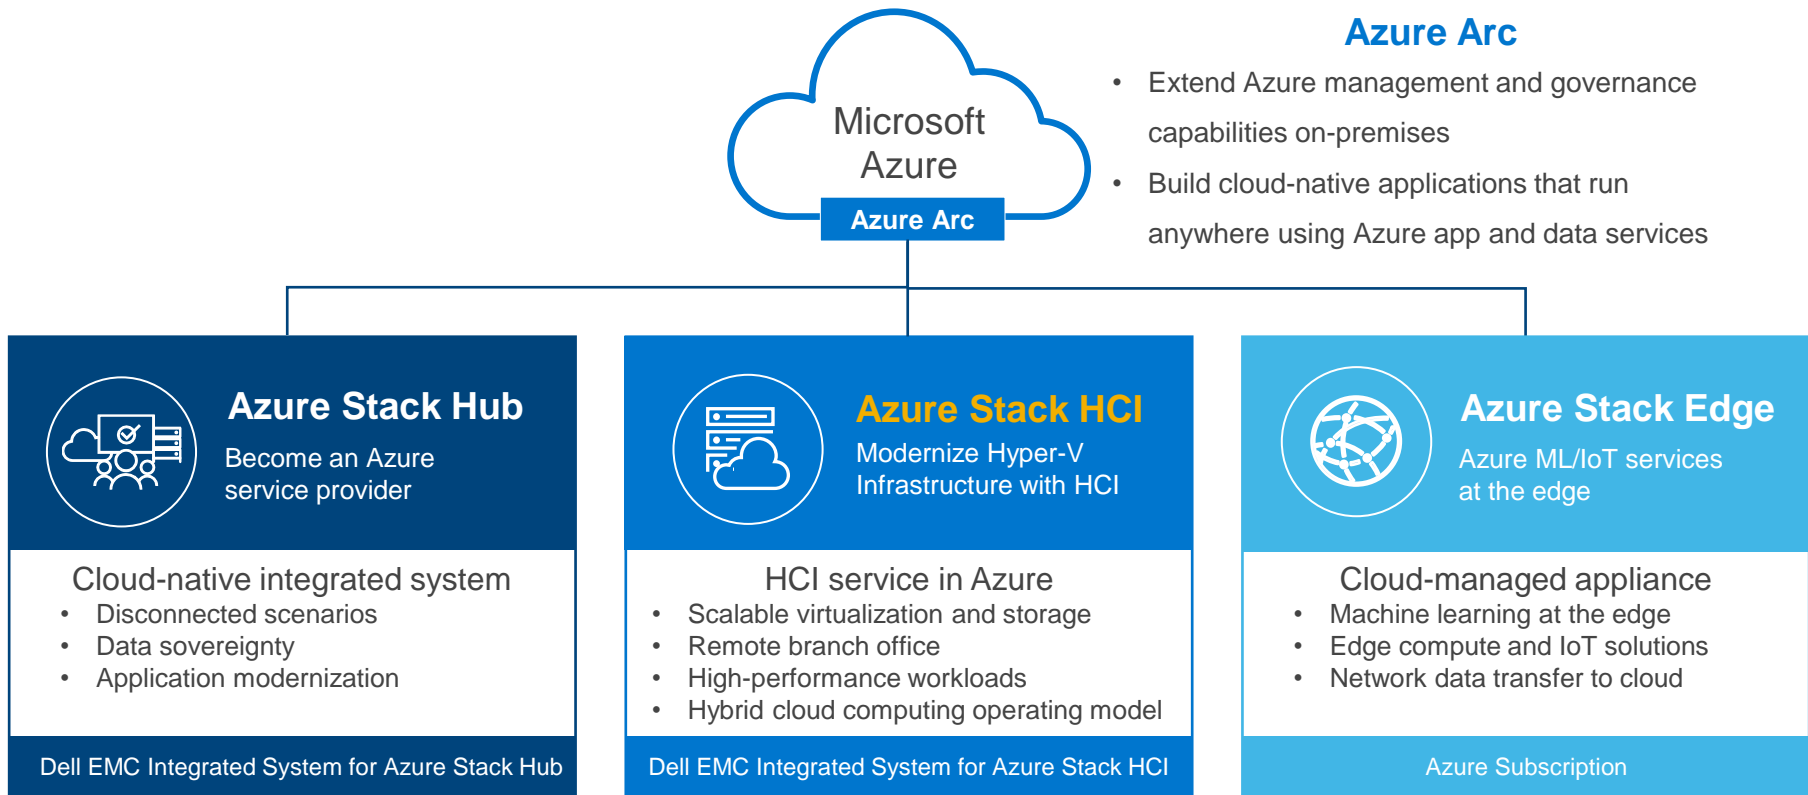 Microsoft
Azure
Azure Arc
Azure Arc
• Extend Azure management and governance
capabilities on-premises
• Build cloud-native applications that run
anywhere using Azure app and data services
Azure Stack Hub
Become an Azure
service provider
Cloud-native integrated system
• Disconnected scenarios
• Data sovereignty
• Application modernization
Dell EMC Integrated System for Azure Stack Hub
Azure Stack HCI
Modernize Hyper-V
Infrastructure with HCI
HCI service in Azure
• Scalable virtualization and storage
• Remote branch office
• High-performance workloads
• Hybrid cloud computing operating model
Dell EMC Integrated System for Azure Stack HCI
Azure Stack Edge
Azure ML/IoT services
at the edge
Cloud-managed appliance
• Machine learning at the edge
• Edge compute and IoT solutions
• Network data transfer to cloud
Azure Subscription